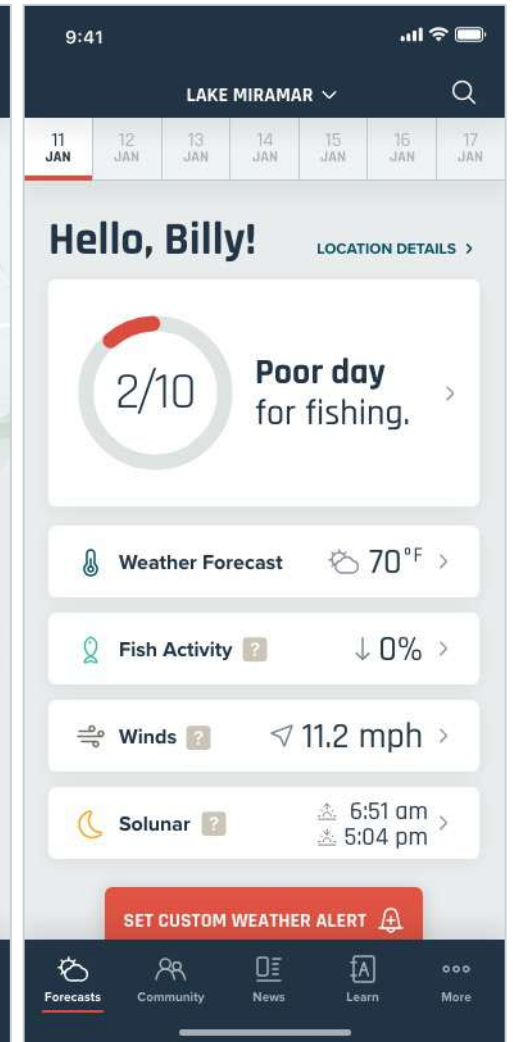 9:41
LAKE MIRAMAR
11 JAN
12 JAN
13 JAN
14 JAN
15 JAN
16 JAN
17 JAN
Hello, Billy!
LOCATION DETAILS
2/10
Poor day
for fishing.
Weather Forecast 70°F
Fish Activity ? ↓ 0%
Winds ? 11.2 mph
Solunar ? 6:51 am
5:04 pm
SET CUSTOM WEATHER ALERT
Forecasts Community News Learn More